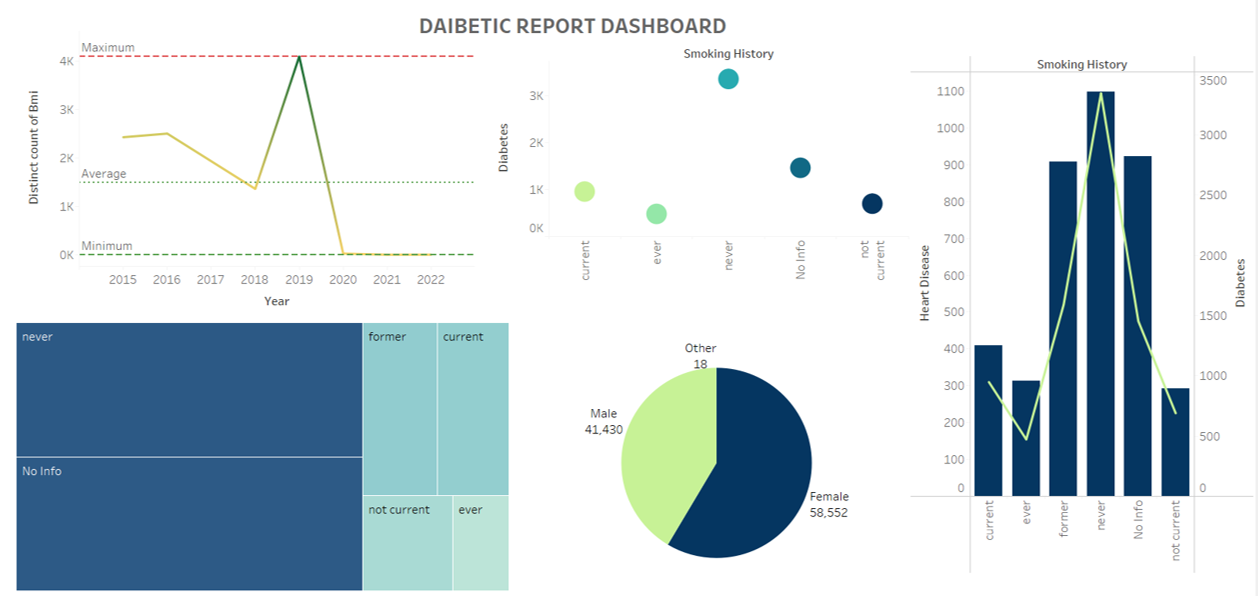 DAIBETIC REPORT DASHBOARD
Maximum
4K
3K
2K
1K
0K
Average
Minimum
Distinct count of Bmi
2015 2016 2017 2018 2019 2020 2021 2022
Year
Smoking History
3K
2K
1K
0K
Diabetes
current
ever
never
No Info
not
current
Smoking History
1100
1000
900
800
700
600
500
400
300
200
100
0
Heart Disease
3500
3000
2500
2000
1500
1000
500
0
Diabetes
current
ever
former
never
No Info
not current
never
No Info
former
current
not current
ever
Other
18
Male
41,430
Female
58,552